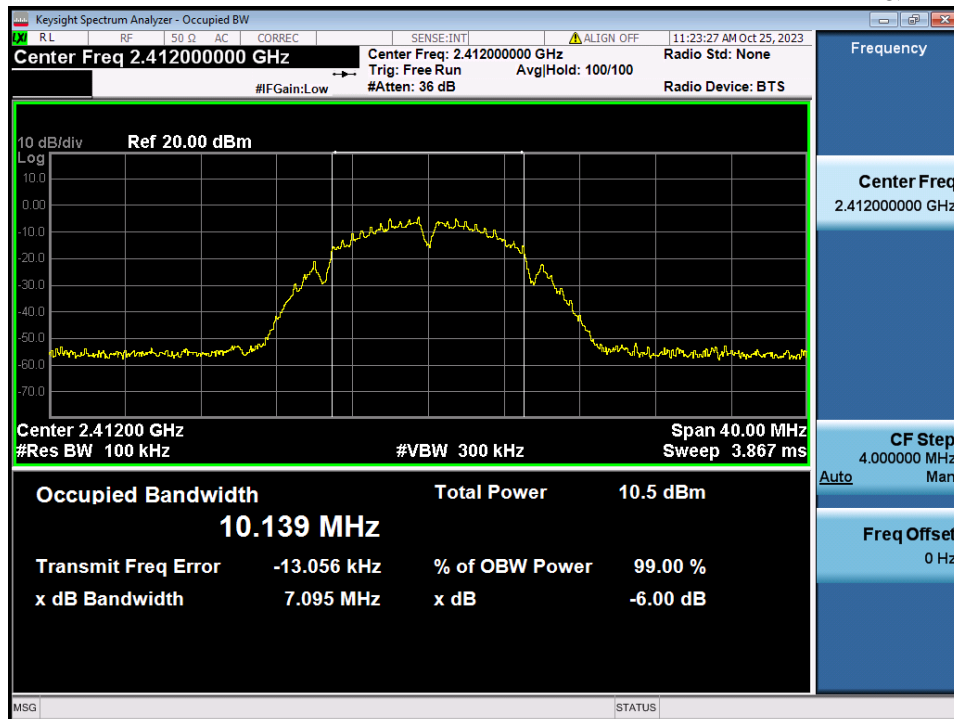 Keysight Spectrum Analyzer - Occupied BW
LXI RL RF 50 Ω AC CORREC SENSE:INT ALIGN OFF 11:23:27 AM Oct 25, 2023
Center Freq 2.412000000 GHz
Center Freq: 2.412000000 GHz Radio Std: None
Trig: Free Run Avg|Hold: 100/100
#IFGain:Low #Atten: 36 dB Radio Device: BTS
Frequency
10 dB/div Ref 20.00 dBm
Log
10.0
0.00
-10.0
-20.0
-30.0
-40.0
-50.0
-60.0
-70.0
Center 2.41200 GHz Span 40.00 MHz
#Res BW 100 kHz #VBW 300 kHz Sweep 3.867 ms
Center Freq
2.412000000 GHz
CF Step
4.000000 MHz
Auto Man
Freq Offset
0 Hz
Occupied Bandwidth Total Power 10.5 dBm
10.139 MHz
Transmit Freq Error -13.056 kHz % of OBW Power 99.00 %
x dB Bandwidth 7.095 MHz x dB -6.00 dB
MSG STATUS